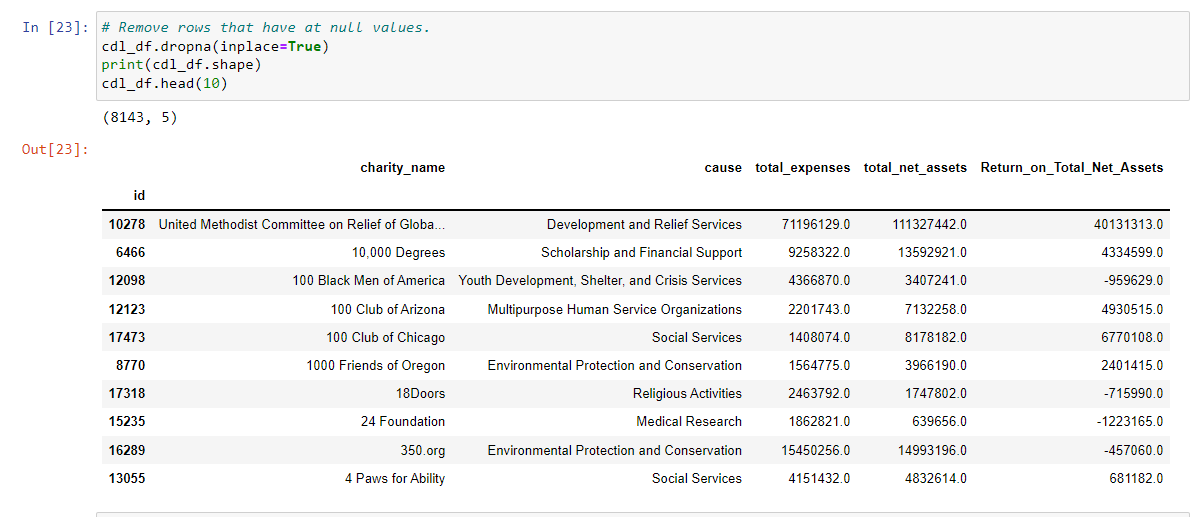 In [23]: # Remove rows that have at null values.
cdl_df.dropna(inplace=True)
print(cdl_df.shape)
cdl_df.head(10)
(8143, 5)
Out[23]:
charity_name cause total_expenses total_net_assets Return_on_Total_Net_Assets
id
10278 United Methodist Committee on Relief of Globa... Development and Relief Services 71196129.0 111327442.0 40131313.0
6466 10,000 Degrees Scholarship and Financial Support 9258322.0 13592921.0 4334599.0
12098 100 Black Men of America Youth Development, Shelter, and Crisis Services 4366870.0 3407241.0 -959629.0
12123 100 Club of Arizona Multipurpose Human Service Organizations 2201743.0 7132258.0 4930515.0
17473 100 Club of Chicago Social Services 1408074.0 8178182.0 6770108.0
8770 1000 Friends of Oregon Environmental Protection and Conservation 1564775.0 3966190.0 2401415.0
17318 18Doors Religious Activities 2463792.0 1747802.0 -715990.0
15235 24 Foundation Medical Research 1862821.0 639656.0 -1223165.0
16289 350.org Environmental Protection and Conservation 15450256.0 14993196.0 -457060.0
13055 4 Paws for Ability Social Services 4151432.0 4832614.0 681182.0